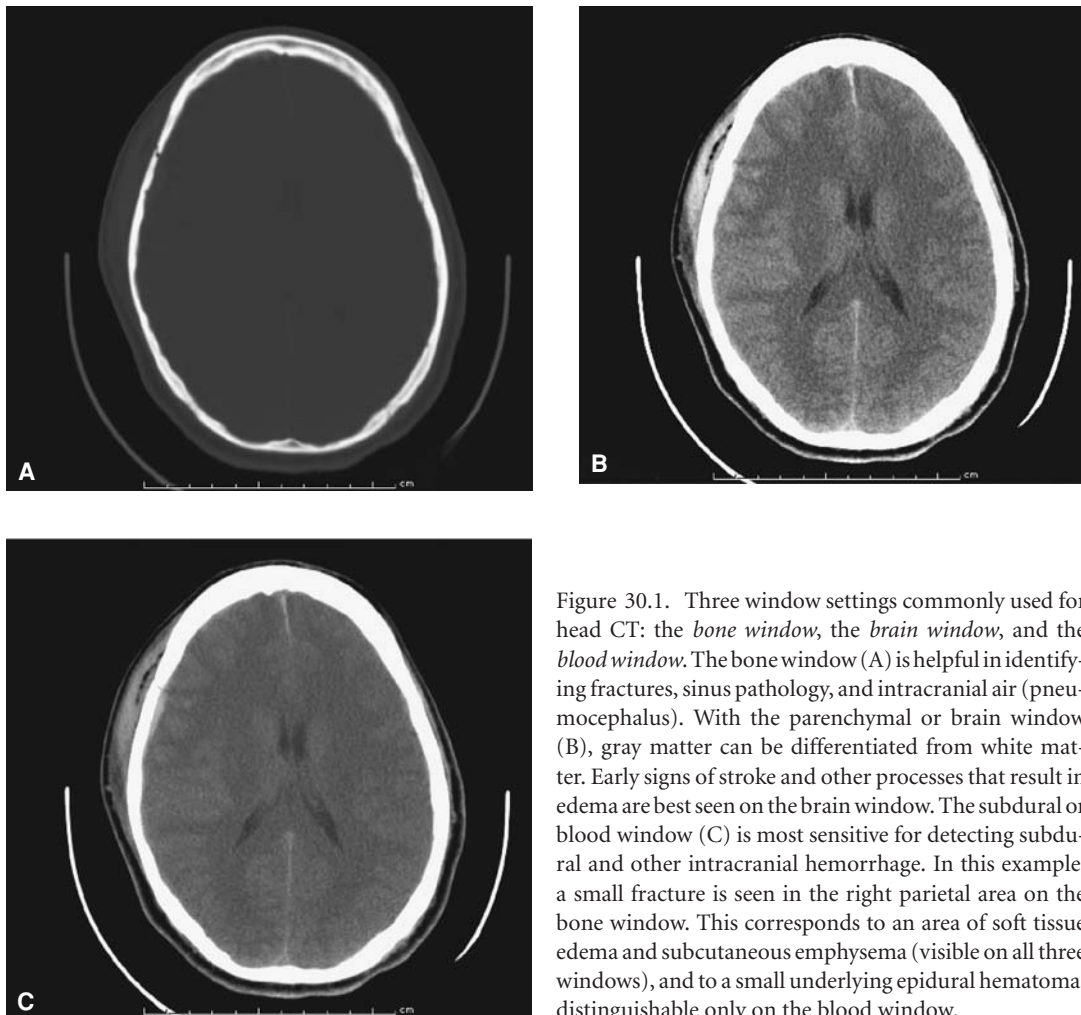 A
cm
B
cm
C
cm
Figure 30.1. Three window settings commonly used for
head CT: the bone window, the brain window, and the
blood window. The bone window (A) is helpful in identify-
ing fractures, sinus pathology, and intracranial air (pneu-
mocephalus). With the parenchymal or brain window
(B), gray matter can be differentiated from white mat-
ter. Early signs of stroke and other processes that result in
edema are best seen on the brain window. The subdural or
blood window (C) is most sensitive for detecting subdu-
ral and other intracranial hemorrhage. In this example
a small fracture is seen in the right parietal area on the
bone window. This corresponds to an area of soft tissue
edema and subcutaneous emphysema (visible on all three
windows), and to a small underlying epidural hematoma
distinguishable only on the blood window.